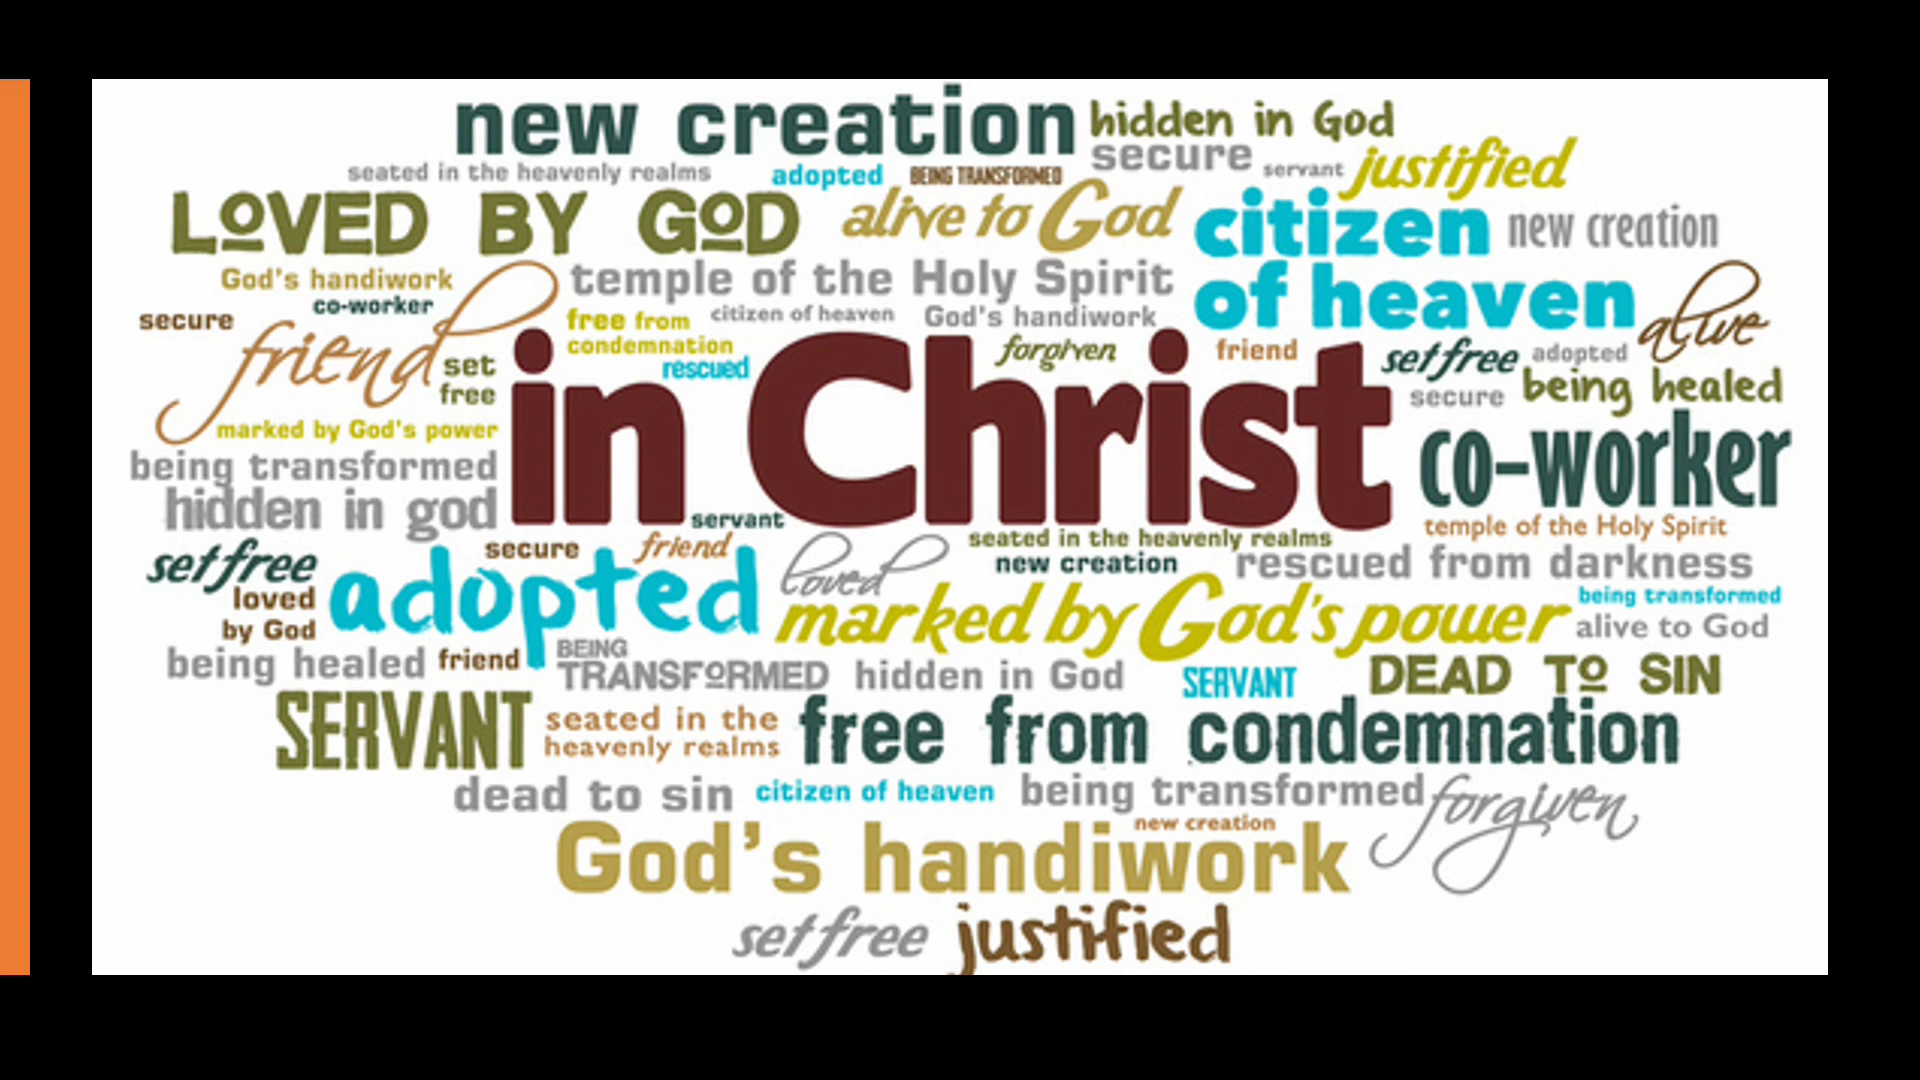 new creation
hidden in God
seated in the heavenly realms
adopted
BEING TRANSFORMED
secure
servant
justified
LOVED BY GOD
alive to God
citizen
of heaven
new creation
God's handiwork
co-worker
secure
friend
temple of the Holy Spirit
free from
condemnation
citizen of heaven
God's handiwork
alive
set
free
rescued
forgiven
friend
set free
adopted
secure
being healed
marked by God's power
in Christ
being transformed
hidden in god
co-worker
servant
temple of the Holy Spirit
set free
secure
friend
loved
seated in the heavenly realms
new creation
rescued from darkness
loved
by God
adopted
marked by God's power
being transformed
alive to God
being healed
friend
BEING
TRANSFORMED
hidden in God
SERVANT
DEAD TO SIN
SERVANT
seated in the
heavenly realms
free from condemnation
dead to sin
citizen of heaven
being transformed
forgiven
new creation
God's handiwork
set free
justified